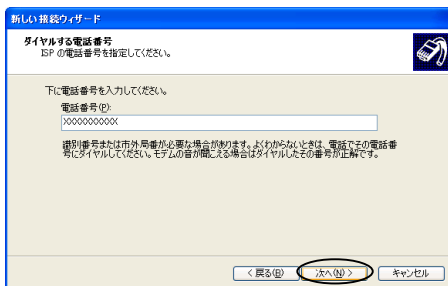 新しい接続ウィザード
ダイヤルする電話番号
ISP の電話番号を指定してください。
下に電話番号を入力してください。
電話番号(P):
XXXXXXXXXX
識別番号または市外局番が必要な場合があります。よくわからないときは、電話でその電話番
号にダイヤルしてください。モデムの音が聞こえる場合はダイヤルしたその番号が正解です。
< 戻る(B)
次へ(N) >
キャンセル